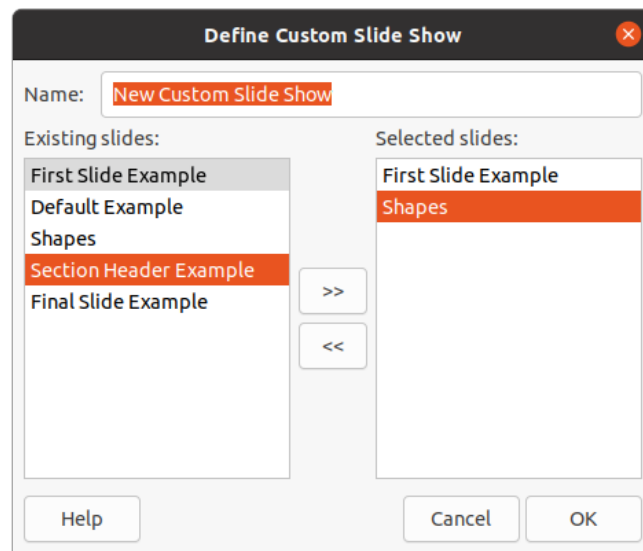 Define Custom Slide Show
Name: New Custom Slide Show
Existing slides:
First Slide Example
Default Example
Shapes
Section Header Example
Final Slide Example
>>
<<
Selected slides:
First Slide Example
Shapes
Help Cancel OK